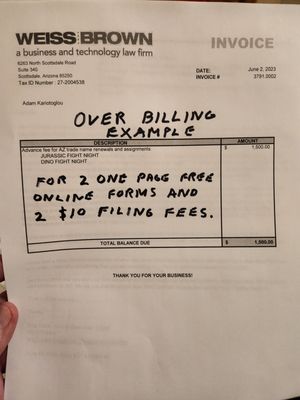 WEISS BROWN
a business and technology law firm
INVOICE
6263 North Scottsdale Road
Suite 340
Scottsdale, Arizona 85250
Tax ID Number : 27-2004538
DATE: June 2, 2023
INVOICE # 3791.0002
Adam Kariotoglou
OVER BILLING
EXAMPLE
DESCRIPTION AMOUNT
Advance fee for AZ trade name renewals and assignments $ 1,500.00
JURASSIC FIGHT NIGHT
DINO FIGHT NIGHT
FOR 2 ONE PAGE FREE
ONLINE FORMS AND
2 $10 FILING FEES.
TOTAL BALANCE DUE $ 1,500.00
THANK YOU FOR YOUR BUSINESS!